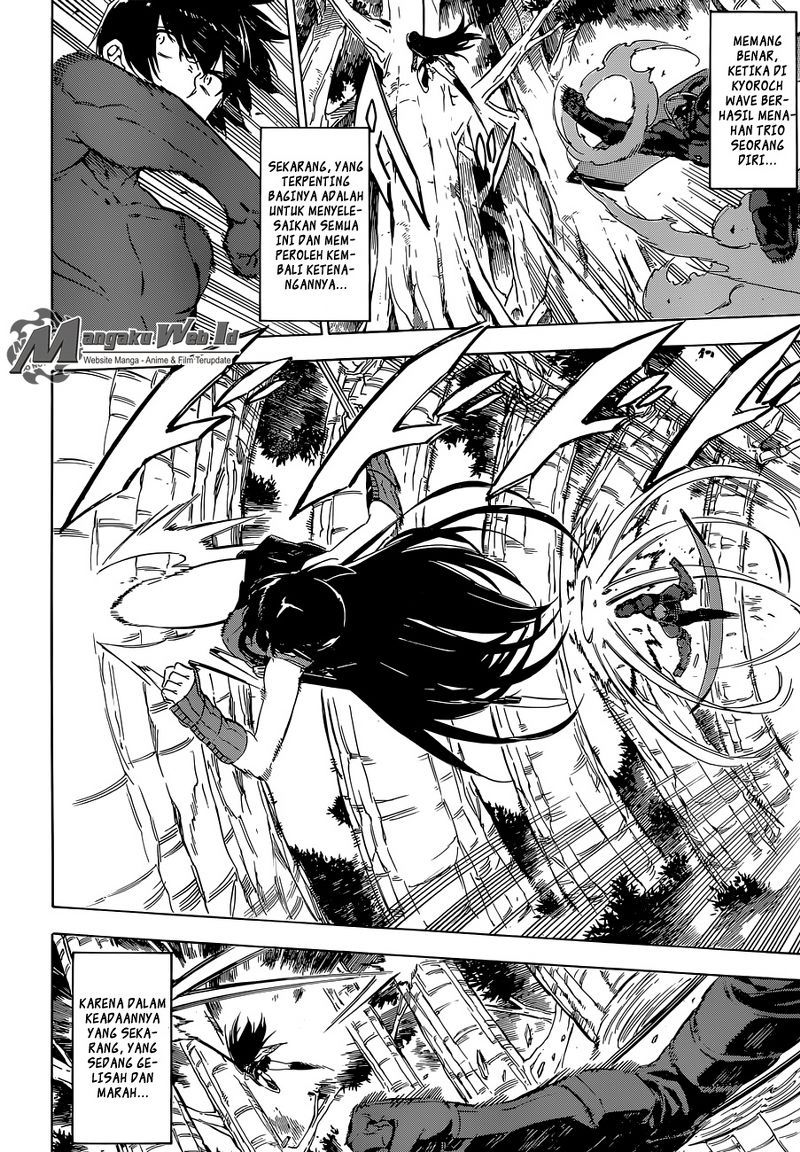 MEMANG
BENAR,
KETIKA DI
KYOROCH
WAVE BER-
HASIL MENA-
HAN TRIO
SEORANG
DIRI...
SEKARANG, YANG
TERPENTING
BAGINYA ADALAH
UNTUK MENYELE-
SAIKAN SEMUA
INI DAN MEM-
PEROLEH KEM-
BALI KETENA-
NGANNYA...
Mangaku.Web.Id
Website Manga - Anime & Film Terupdate
KARENA DALAM
KEADAANNYA
YANG SEKA-
RANG, YANG
SEDANG GE-
LISAH DAN
MARAH...